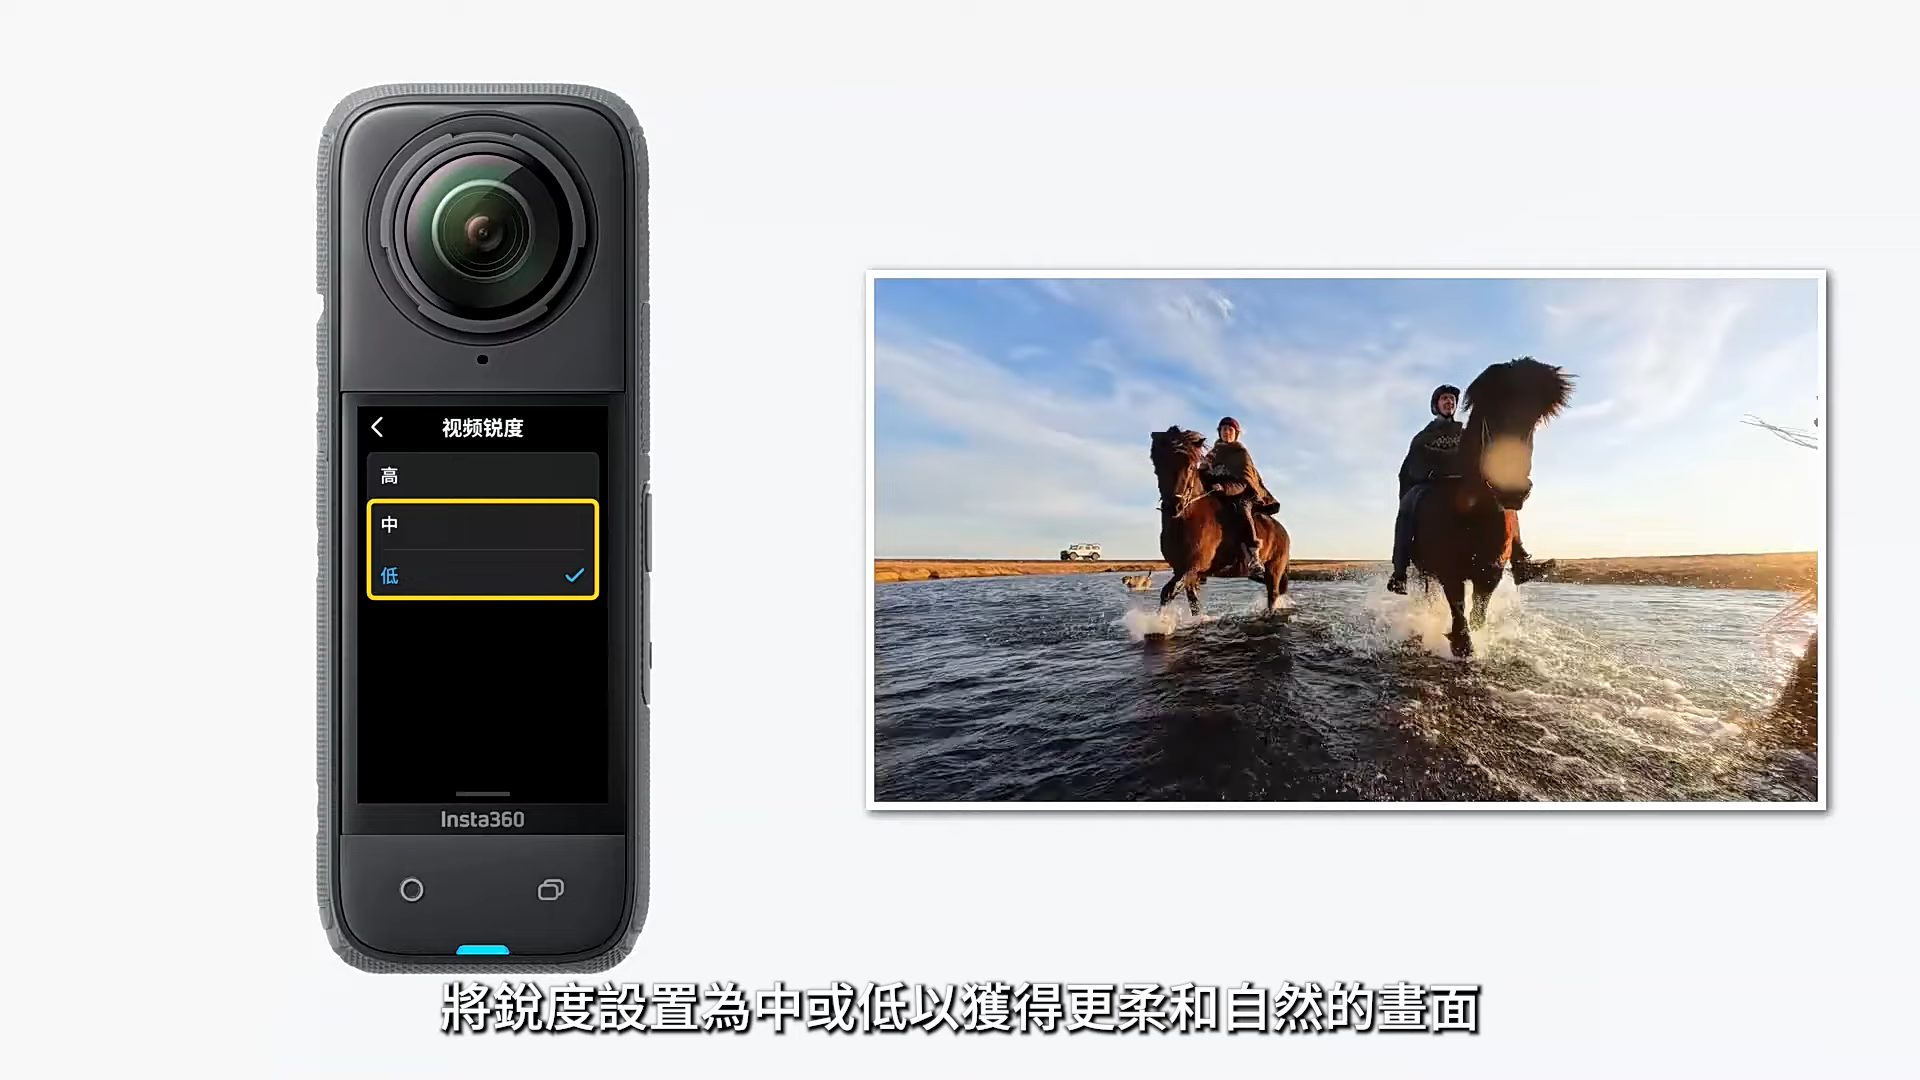 视频锐度
高
中
低
Insta360
將銳度設置為中或低以獲得更柔和自然的畫面